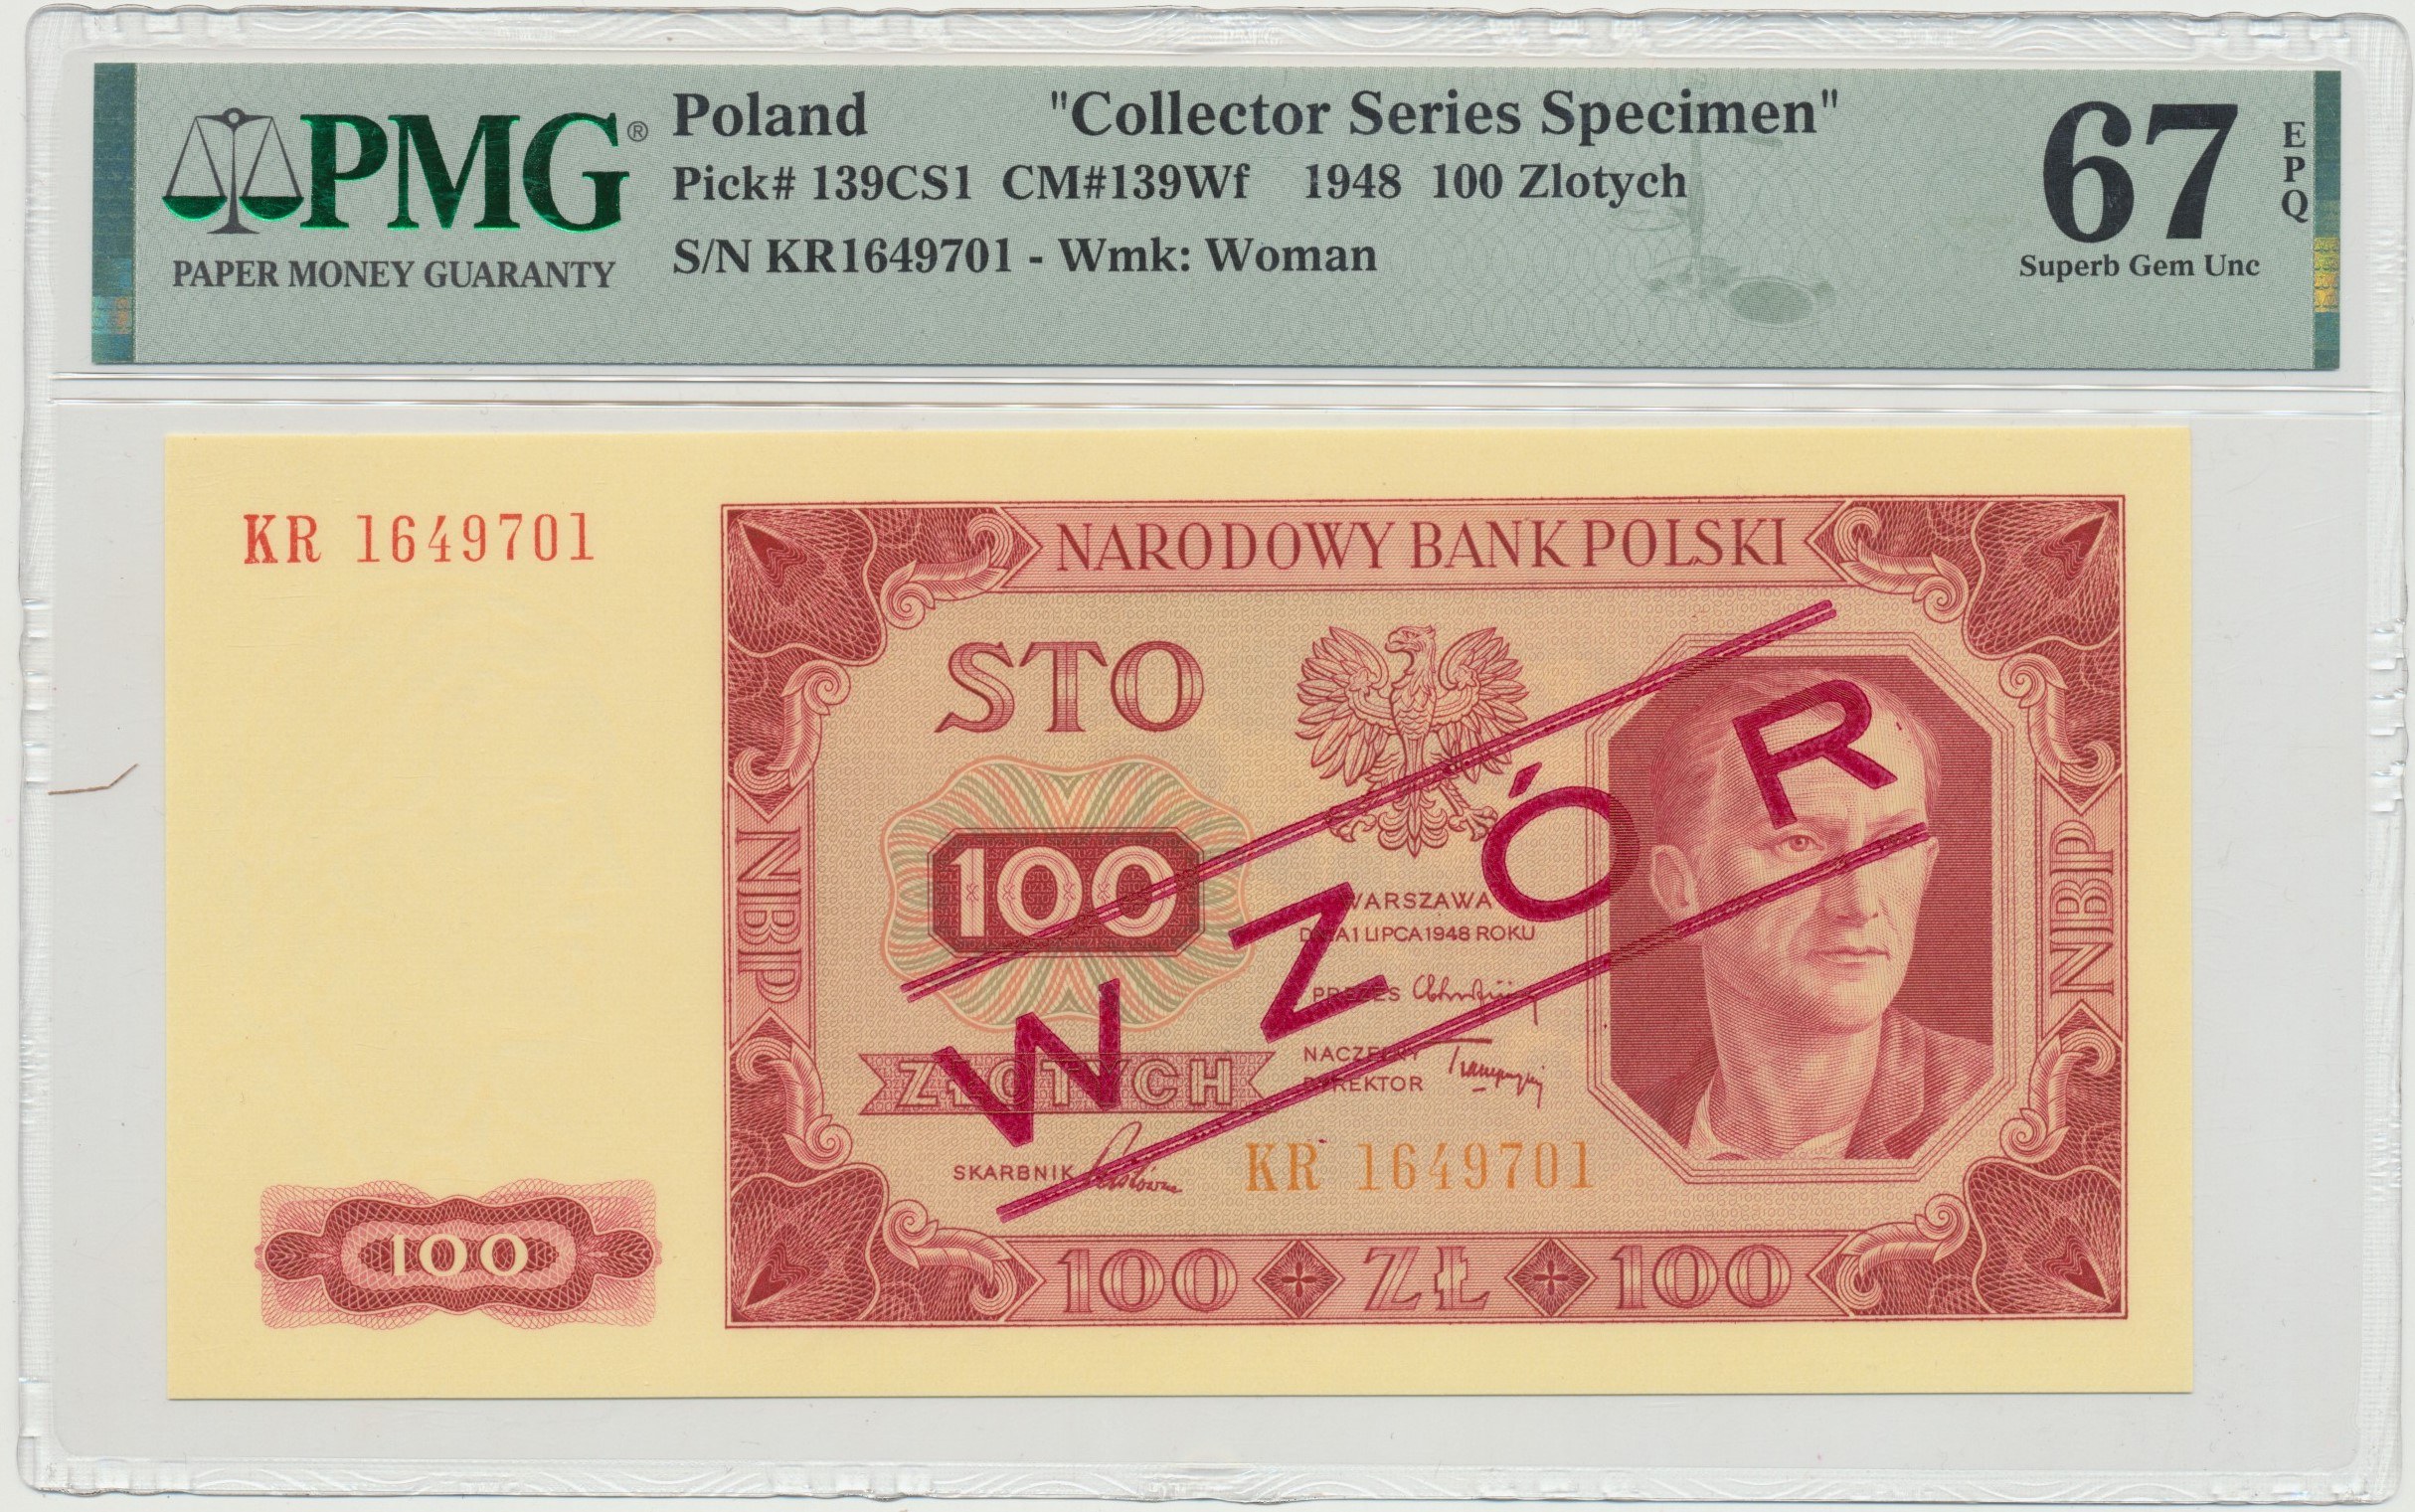 PMG®
PAPER MONEY GUARANTY
Poland "Collector Series Specimen"
Pick# 139CS1 CM#139Wf 1948 100 Zlotych
S/N KR1649701 - Wmk: Woman
67
EPQ
Superb Gem Unc
KR 1649701
NARODOWY BANK POLSKI
STO
100
ZŁOTYCH
WZÓR
WARSZAWA
DNIA 1 LIPCA 1948 ROKU
PREZES
NACZELNY
DYREKTOR
SKARBNIK
KR 1649701
NBP
NBP
100
100 ZŁ 100